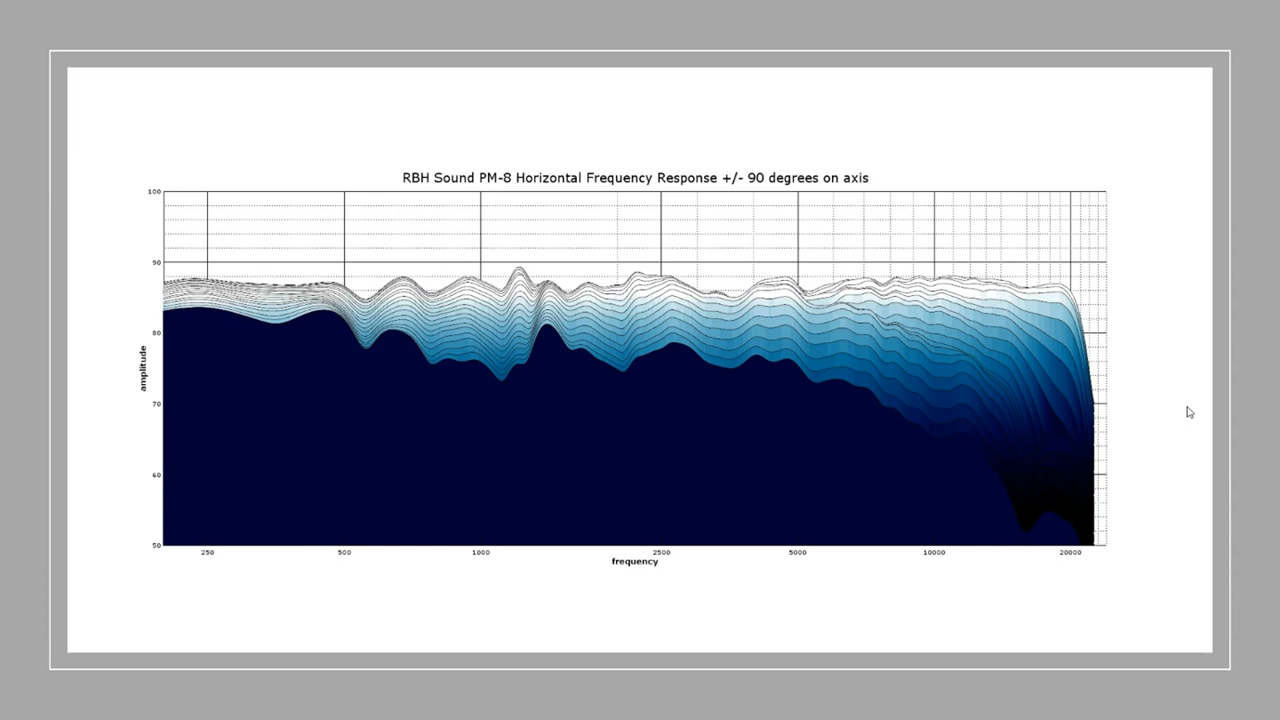 RBH Sound PM-8 Horizontal Frequency Response +/- 90 degrees on axis
100
90
80
70
60
50
amplitude
250 500 1000 2500 5000 10000 20000
frequency